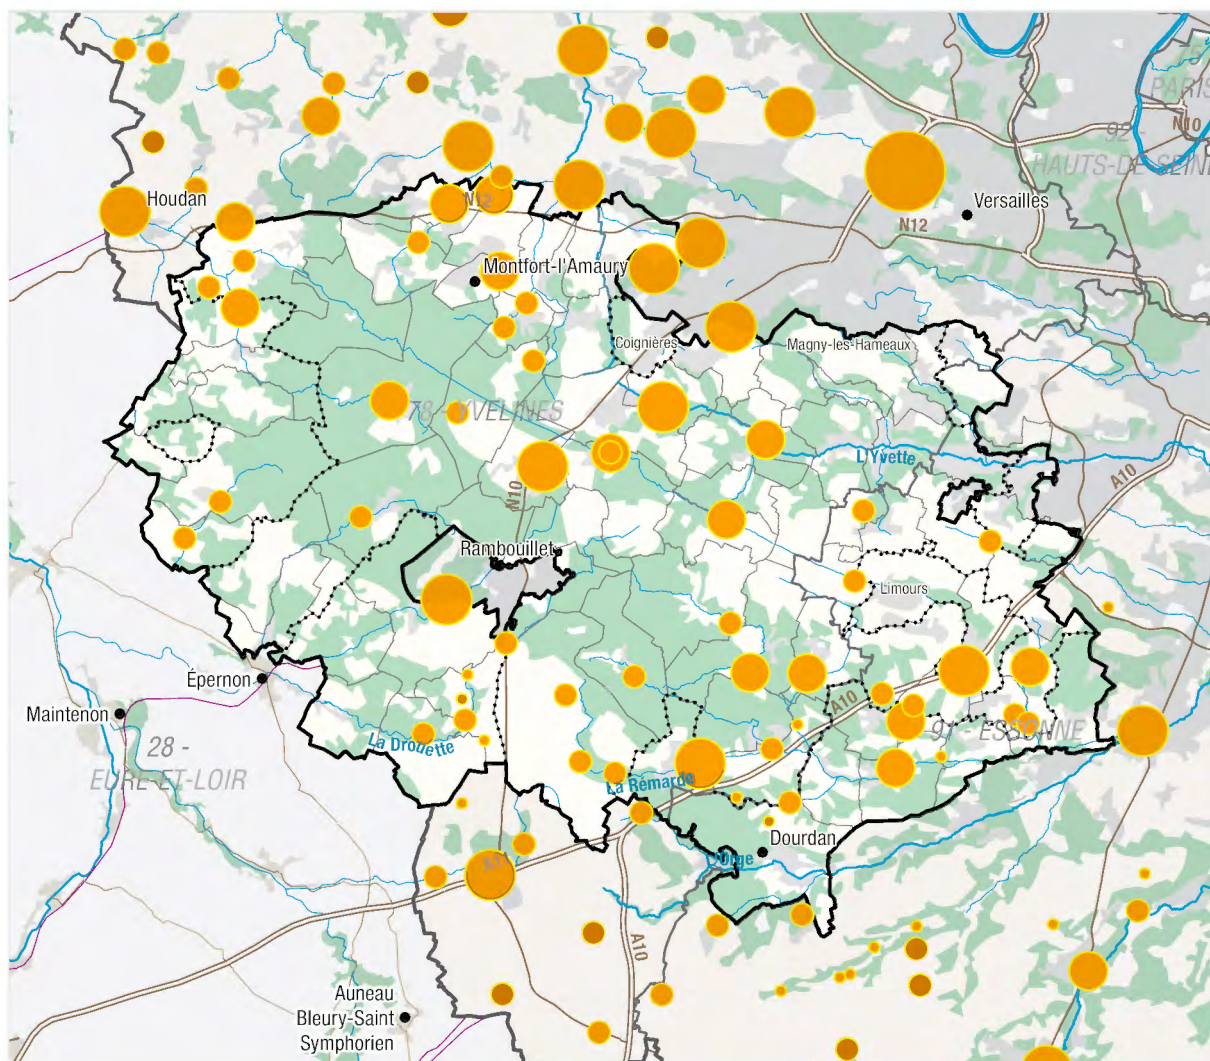 75
PARIS
N10
92 -
HAUTS-DE-SEINE
Houdan
N12
Versailles
N12
Montfort-l'Amaury
Coignières
Magny-les-Hameaux
78 - YVELINES
L'Yvette
A10
N10
Rambouillet
Limours
Épernon
Maintenon
A10
91 - ESSONNE
La Drouette
28 -
EURE-ET-LOIR
La Rémarde
Dourdan
L'Orge
A11
A10
Auneau
Bleury-Saint
Symphorien